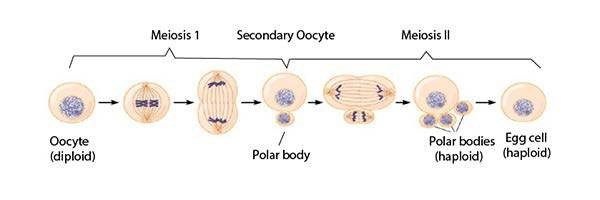 Meiosis 1
Secondary Oocyte
Meiosis II
Oocyte
(diploid)
Polar body
Polar bodies
(haploid)
Egg cell
(haploid)